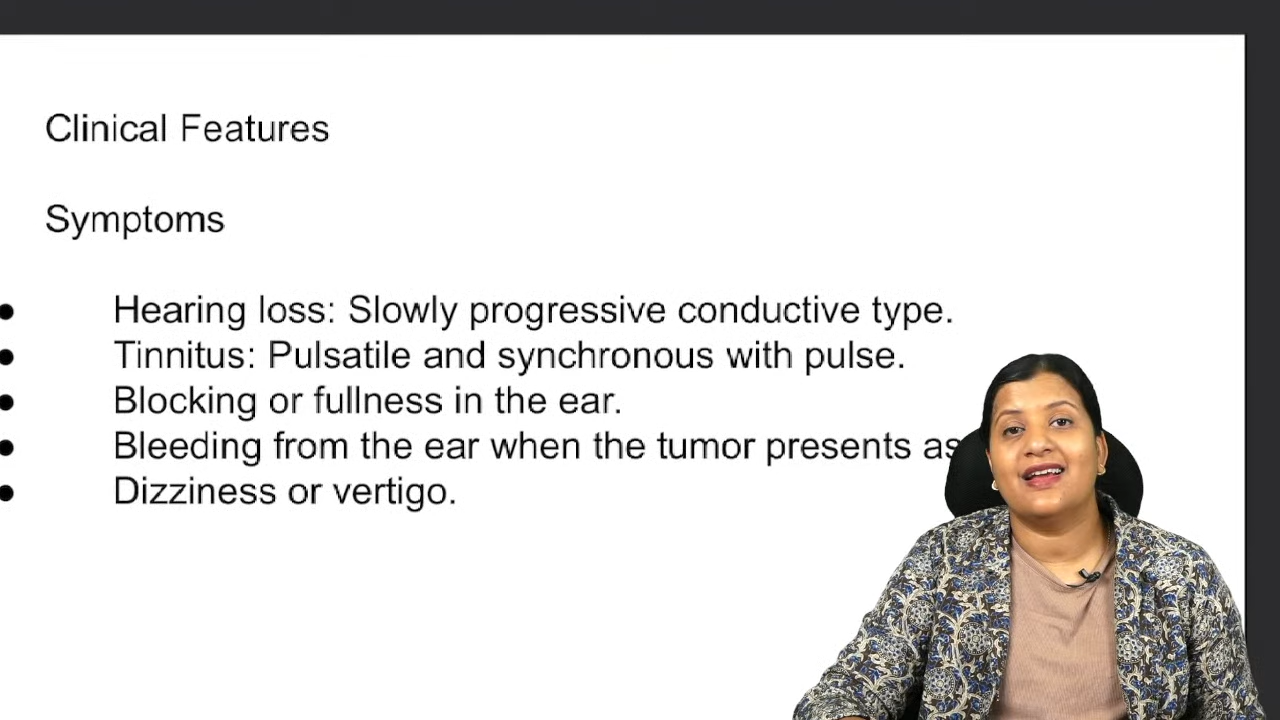 Clinical Features
Symptoms
● Hearing loss: Slowly progressive conductive type.
● Tinnitus: Pulsatile and synchronous with pulse.
● Blocking or fullness in the ear.
● Bleeding from the ear when the tumor presents as
● Dizziness or vertigo.